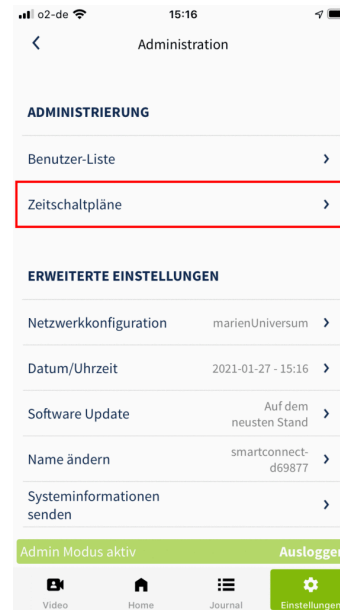 o2-de 15:16
Administration
ADMINISTRIERUNG
Benutzer-Liste
Zeitschaltpläne
ERWEITERTE EINSTELLUNGEN
Netzwerkkonfiguration marienUniversum
Datum/Uhrzeit 2021-01-27 - 15:16
Software Update Auf dem
neusten Stand
Name ändern smartconnect-
d69877
Systeminformationen
senden
Admin Modus aktiv Auslogger
Video Home Journal Einstellungen